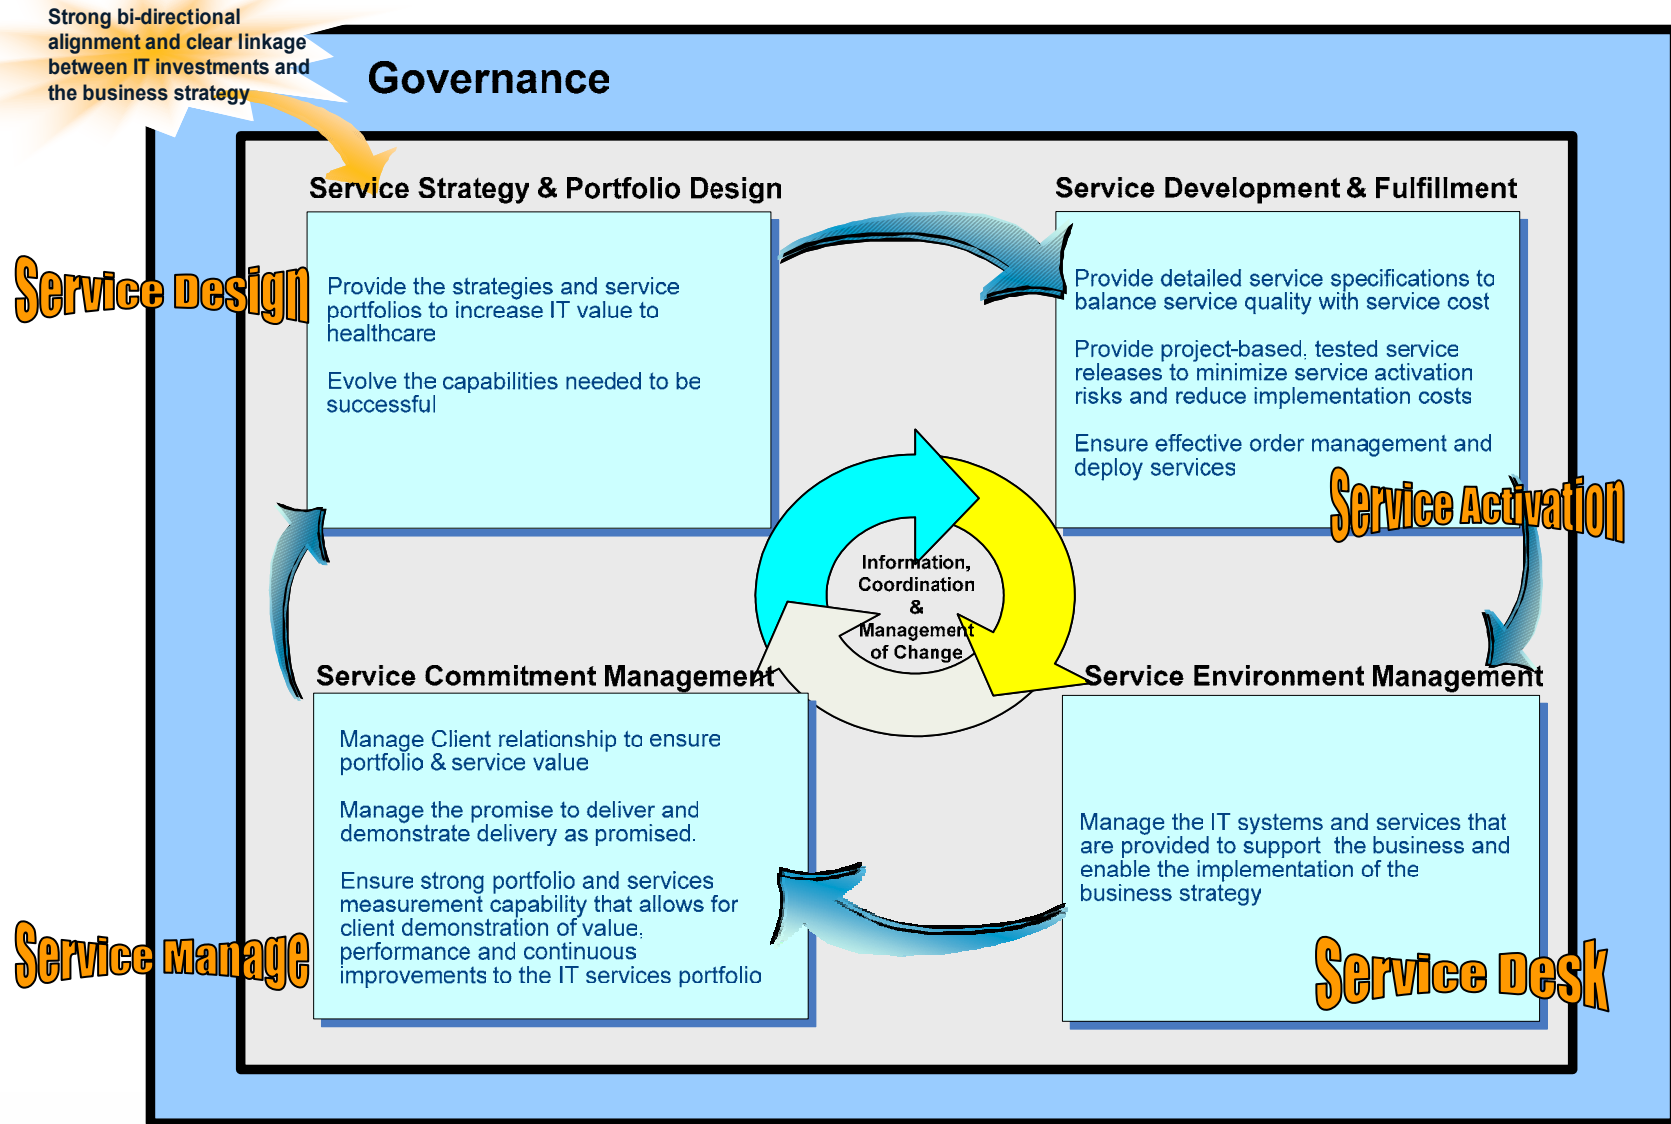 Strong bi-directional
alignment and clear linkage
between IT investments and
the business strategy
Governance
Service Strategy & Portfolio Design
Service Design
Provide the strategies and service
portfolios to increase IT value to
healthcare
Evolve the capabilities needed to be
successful
Service Development & Fulfillment
Provide detailed service specifications to
balance service quality with service cost
Provide project-based, tested service
releases to minimize service activation
risks and reduce implementation costs
Ensure effective order management and
deploy services
Service Activation
Information,
Coordination
&
Management
of Change
Service Commitment Management
Manage Client relationship to ensure
portfolio & service value
Manage the promise to deliver and
demonstrate delivery as promised.
Ensure strong portfolio and services
measurement capability that allows for
client demonstration of value,
performance and continuous
improvements to the IT services portfolio
Service Manage
Service Environment Management
Manage the IT systems and services that
are provided to support the business and
enable the implementation of the
business strategy
Service Desk